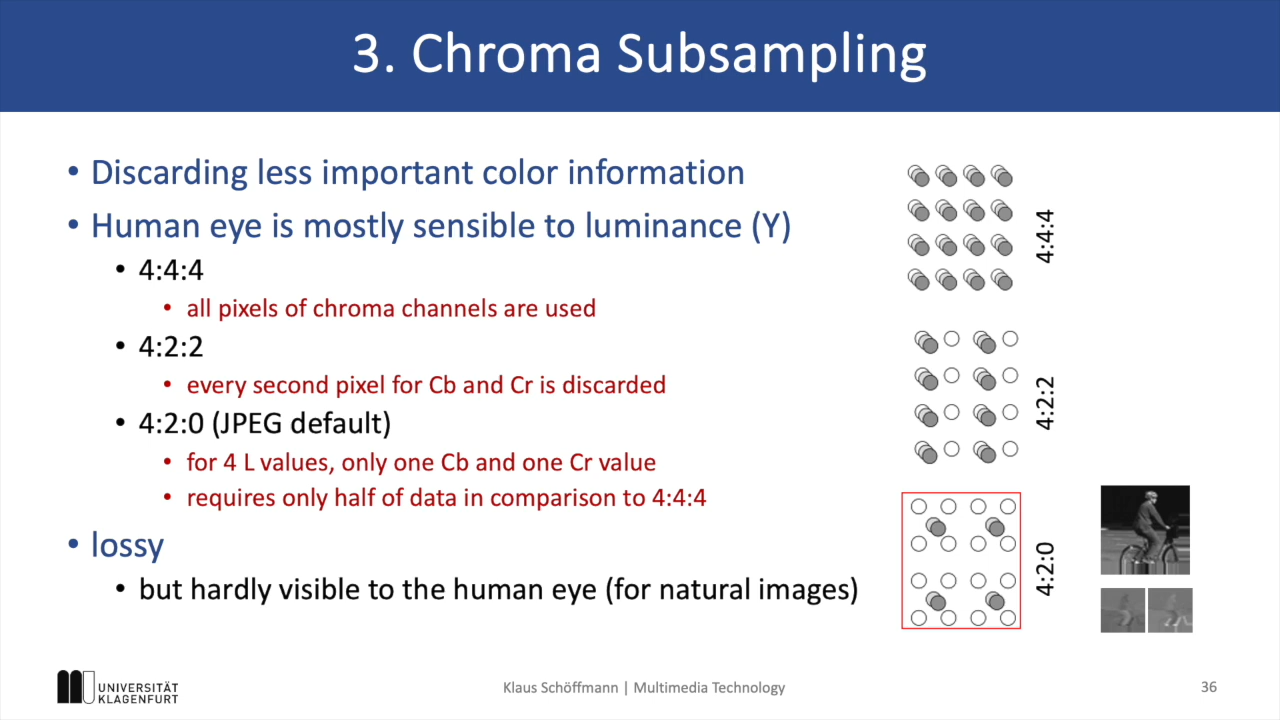 3. Chroma Subsampling
• Discarding less important color information
• Human eye is mostly sensible to luminance (Y)
• 4:4:4
• all pixels of chroma channels are used
• 4:2:2
• every second pixel for Cb and Cr is discarded
• 4:2:0 (JPEG default)
• for 4 L values, only one Cb and one Cr value
• requires only half of data in comparison to 4:4:4
• lossy
• but hardly visible to the human eye (for natural images)
4:4:4
4:2:2
4:2:0
UNIVERSITÄT
KLAGENFURT
Klaus Schöffmann | Multimedia Technology
36